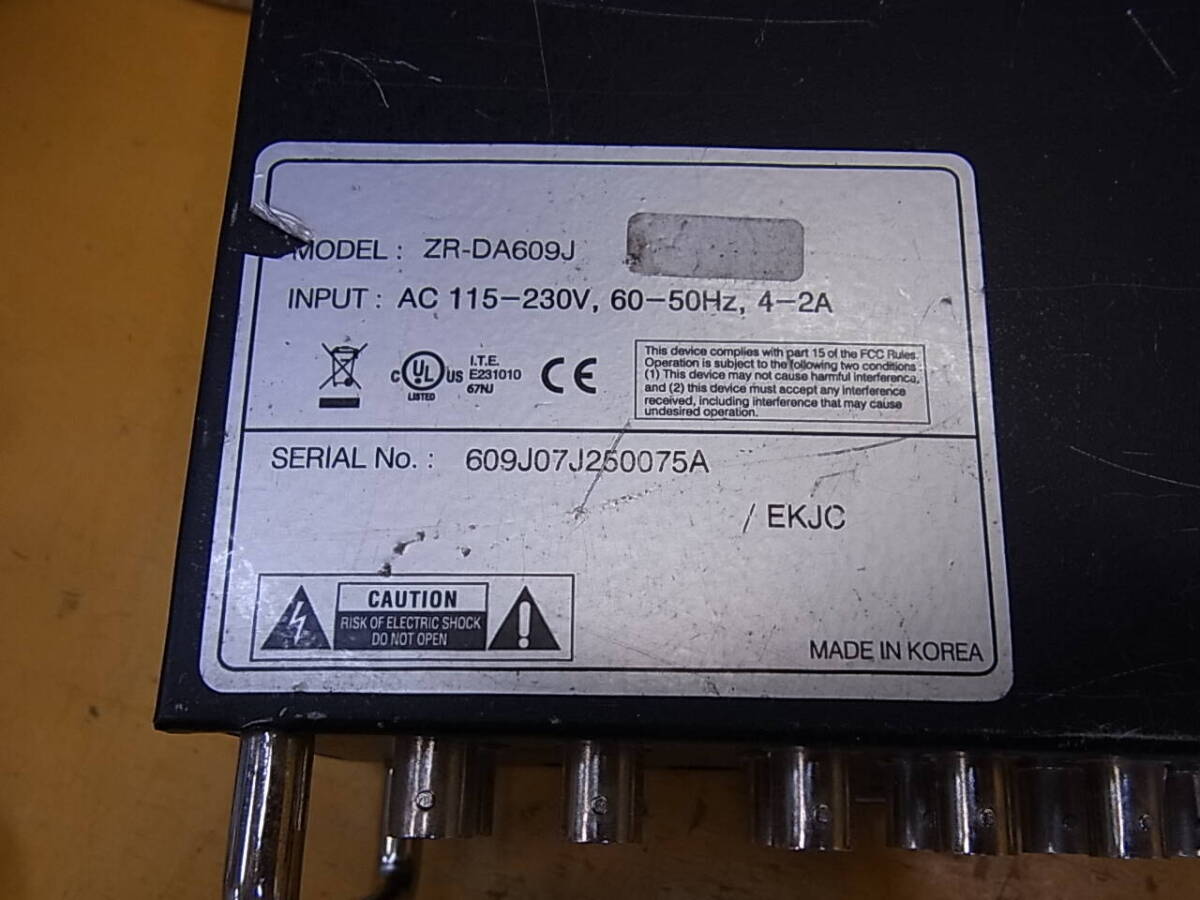 MODEL : ZR-DA609J
INPUT : AC 115-230V, 60-50Hz, 4-2A
C UL US LISTED
I.T.E.
E231010
67NJ
CE
This device complies with part 15 of the FCC Rules.
Operation is subject to the following two conditions
(1) This device may not cause harmful interference,
and (2) this device must accept any interference
received, including interference that may cause
undesired operation.
SERIAL No. : 609J07J250075A
/ EKJC
CAUTION
RISK OF ELECTRIC SHOCK
DO NOT OPEN
MADE IN KOREA